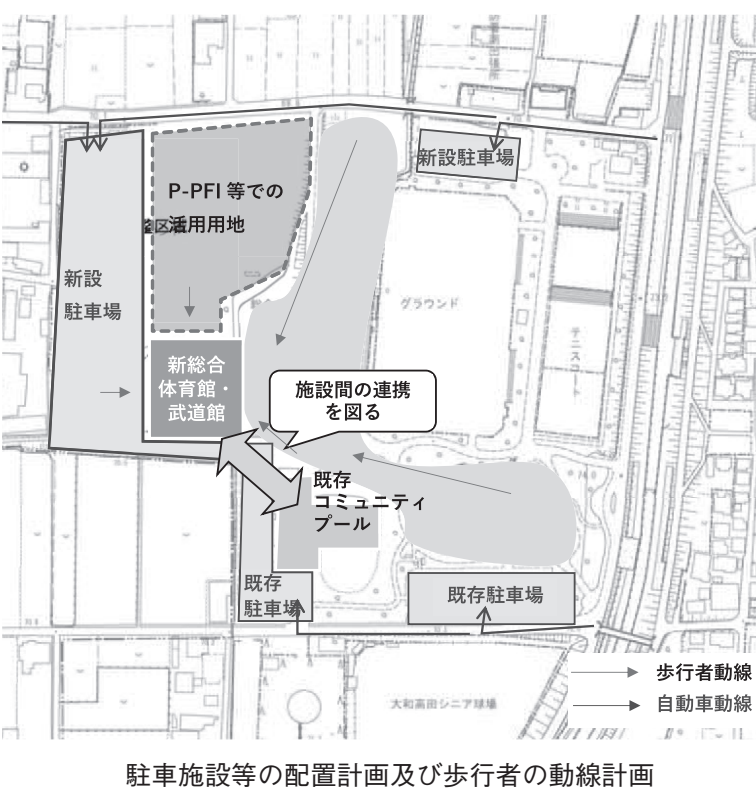 新設駐車場
P-PFI 等での
活用用地
新設
駐車場
グラウンド
テニスコート
新総合
体育館・
武道館
施設間の連携
を図る
既存
コミュニティ
プール
既存
駐車場
既存駐車場
歩行者動線
自動車動線
大和高田シニア球場
駐車施設等の配置計画及び歩行者の動線計画